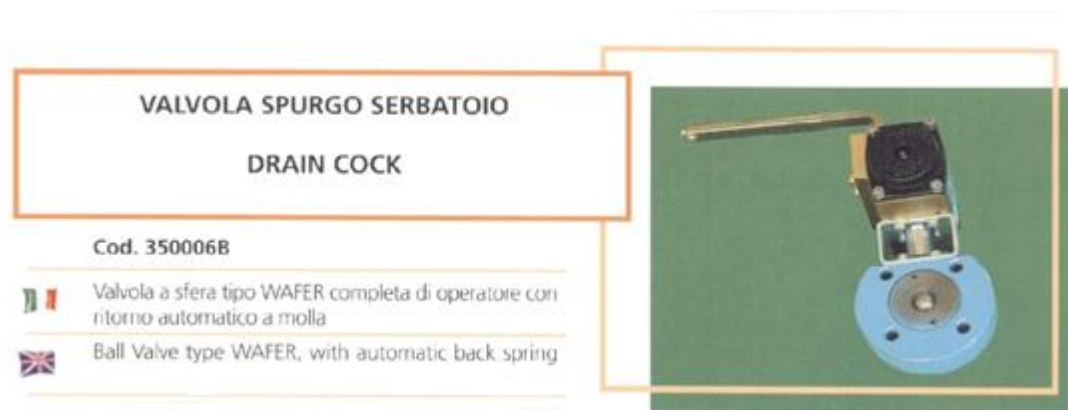 VALVOLA SPURGO SERBATOIO
DRAIN COCK
Cod. 350006B
Valvola a sfera tipo WAFER completa di operatore con
ritorno automatico a molla
Ball Valve type WAFER, with automatic back spring